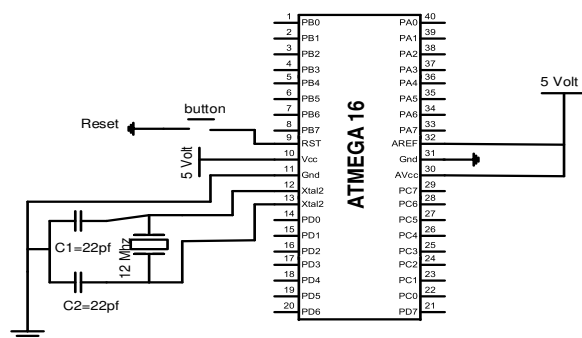 1 PB0 PA0 40
2 PB1 PA1 39
3 PB2 PA2 38
4 PB3 PA3 37
5 PB4 PA4 36
6 PB5 PA5 35
7 PB6 PA6 34
8 PB7 PA7 33
9 RST AREF 32
10 Vcc Gnd 31
11 Gnd AVcc 30
12 Xtal2 PC7 29
13 Xtal2 PC6 28
14 PD0 PC5 27
15 PD1 PC4 26
16 PD2 PC3 25
17 PD3 PC2 24
18 PD4 PC1 23
19 PD5 PC0 22
20 PD6 PD7 21
ATMEGA 16
button
Reset
5 Volt
5 Volt
C1=22pf
12 Mhz
C2=22pf